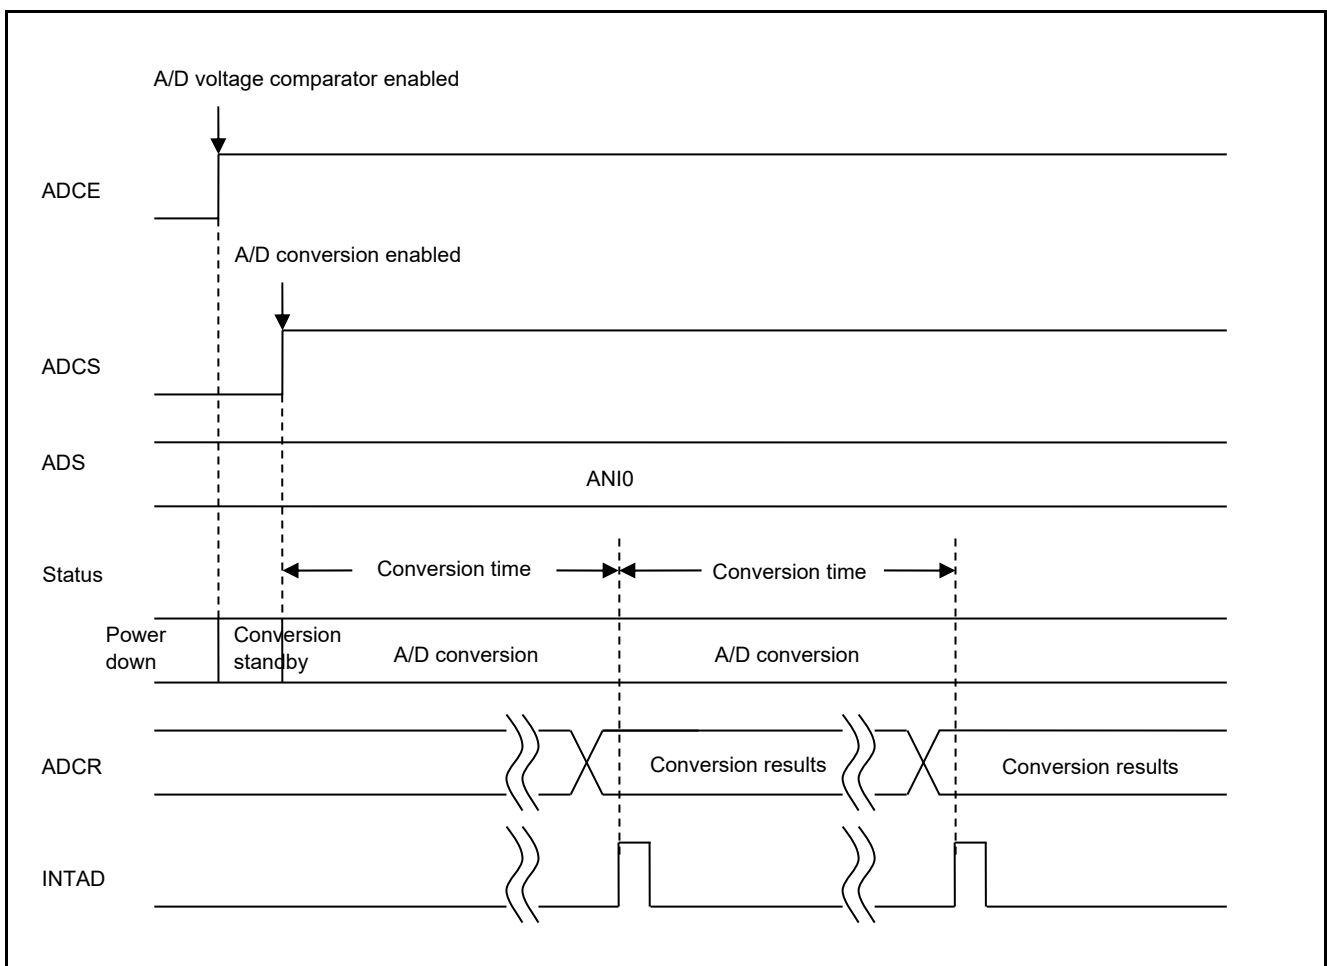 A/D voltage comparator enabled
ADCE
A/D conversion enabled
ADCS
ADS
ANI0
Status
Conversion time
Conversion time
Power
down
Conversion
standby
A/D conversion
A/D conversion
ADCR
Conversion results
Conversion results
INTAD